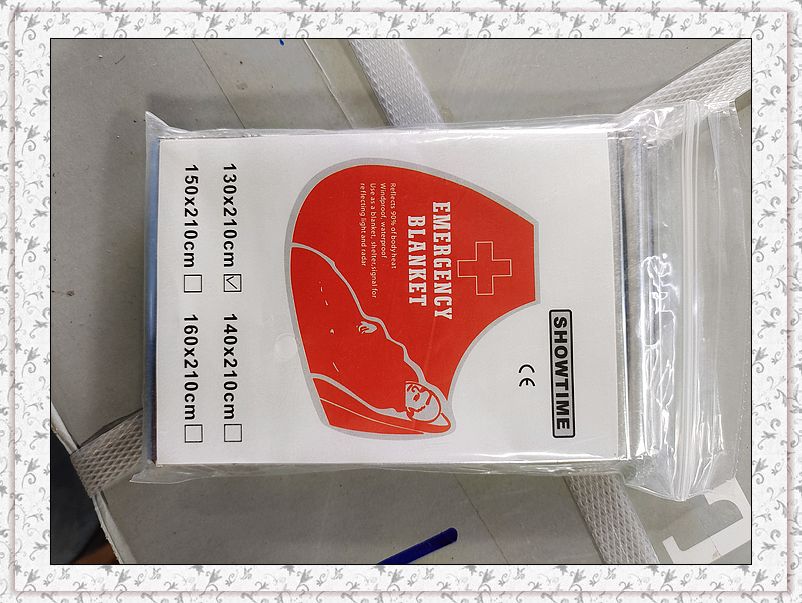 SHOWTIME
CE
EMERGENCY
BLANKET
Reflects 90% of body heat
Windproof, waterproof
Use as a blanket, shelter,signal for
reflecting light and radar
130x210cm ☑ 140x210cm ☐
150x210cm ☐ 160x210cm ☐